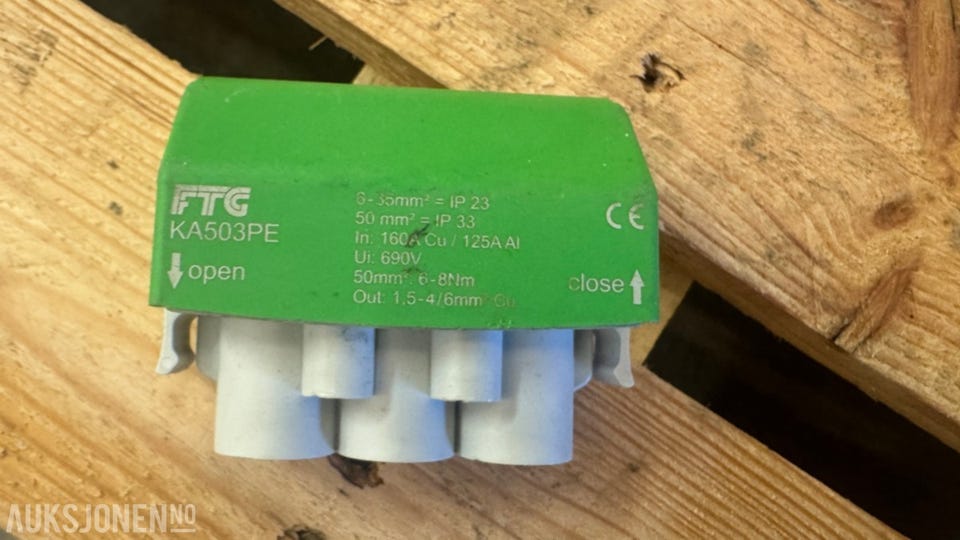 FTG
KA503PE
open
6-35mm² = IP 23
50 mm² = IP 33
In: 160A Cu / 125A Al
Ui: 690V
50mm²: 6-8Nm
Out: 1,5-4/6mm² Cu
CE
close
AUKSJONEN.NO